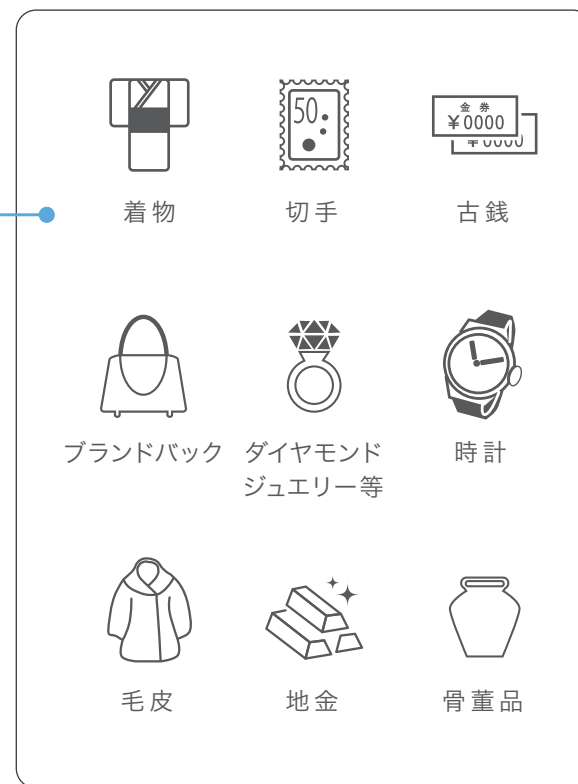 50
金券
¥0000
¥0000
着物
切手
古銭
ブランドバック
ダイヤモンド
ジュエリー等
時計
毛皮
地金
骨董品